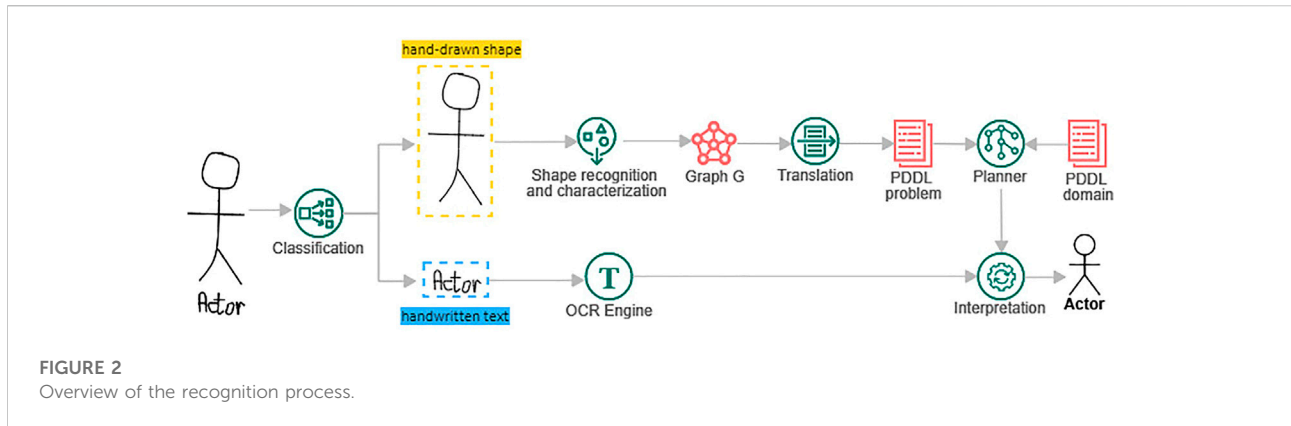 hand-drawn shape
Shape recognition
and characterization
Graph G
Translation
PDDL
problem
Planner
PDDL
domain
Classification
Actor
Actor
handwritten text
T
OCR Engine
Interpretation
Actor
FIGURE 2
Overview of the recognition process.